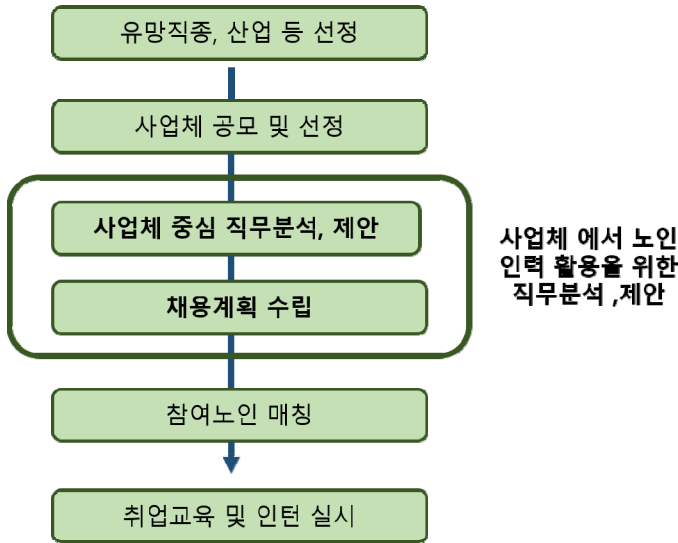 유망직종, 산업 등 선정
사업체 공모 및 선정
사업체 중심 직무분석, 제안
채용계획 수립
사업체 에서 노인
인력 활용을 위한
직무분석 ,제안
참여노인 매칭
취업교육 및 인턴 실시